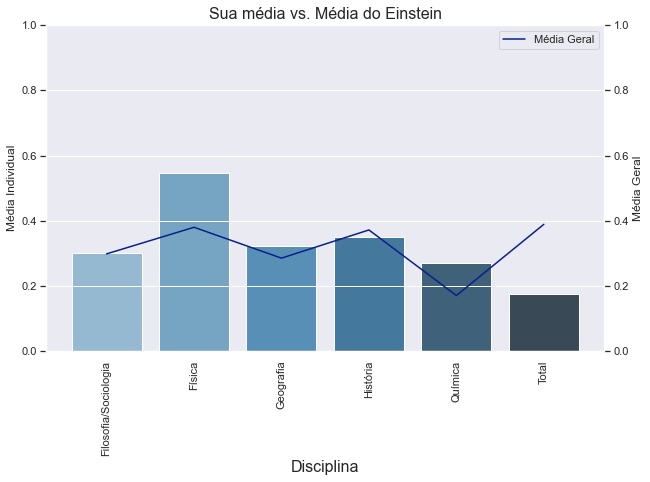 Sua média vs. Média do Einstein
1.0
0.8
0.6
0.4
0.2
0.0
Média Individual
Média Geral
1.0
0.8
0.6
0.4
0.2
0.0
Média Geral
Filosofia/Sociologia
Física
Geografia
História
Química
Total
Disciplina